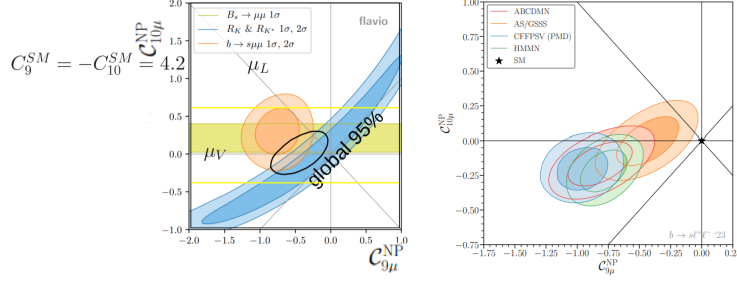 C_9^{SM} = -C_{10}^{SM} = 4.2
C_{10μ}^{NP}
2.0
1.5
1.0
0.5
0.0
−0.5
−1.0
B_s → μμ 1σ
R_K & R_{K*} 1σ, 2σ
b → sμμ 1σ, 2σ
flavio
μ_L
μ_V
global 95%
−2.0 −1.5 −1.0 −0.5 0.0 0.5 1.0
C_{9μ}^{NP}
C_{10μ}^{NP}
1.00
0.75
0.50
0.25
0.00
−0.25
−0.50
−0.75
ABCDMN
AS/GSSS
CFFPSV (PMD)
HMMN
SM
b → sℓ⁺ℓ⁻ '23
−1.75 −1.50 −1.25 −1.00 −0.75 −0.50 −0.25 0.00 0.25
C_{9μ}^{NP}